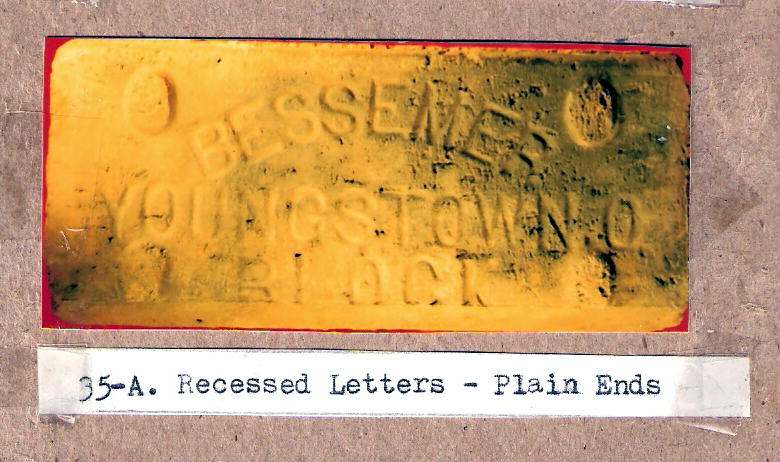 BESSEMER
YOUNGSTOWN, O
BLOCK
35-A. Recessed Letters - Plain Ends